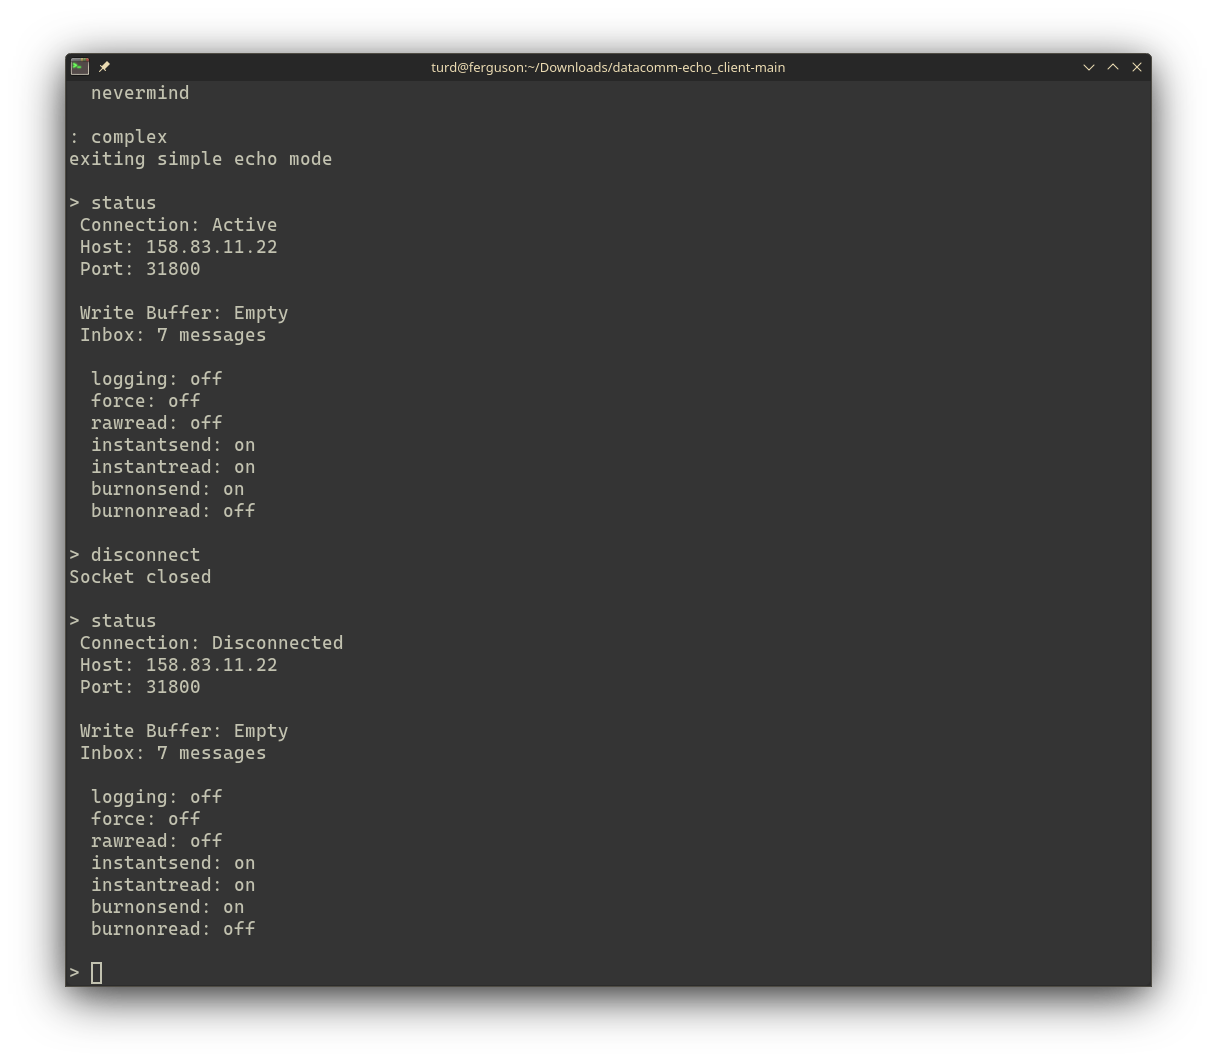 turd@ferguson:~/Downloads/datacomm-echo_client-main
nevermind
: complex
exiting simple echo mode
> status
Connection: Active
Host: 158.83.11.22
Port: 31800
Write Buffer: Empty
Inbox: 7 messages
logging: off
force: off
rawread: off
instantsend: on
instantread: on
burnonsend: on
burnonread: off
> disconnect
Socket closed
> status
Connection: Disconnected
Host: 158.83.11.22
Port: 31800
Write Buffer: Empty
Inbox: 7 messages
logging: off
force: off
rawread: off
instantsend: on
instantread: on
burnonsend: on
burnonread: off
>